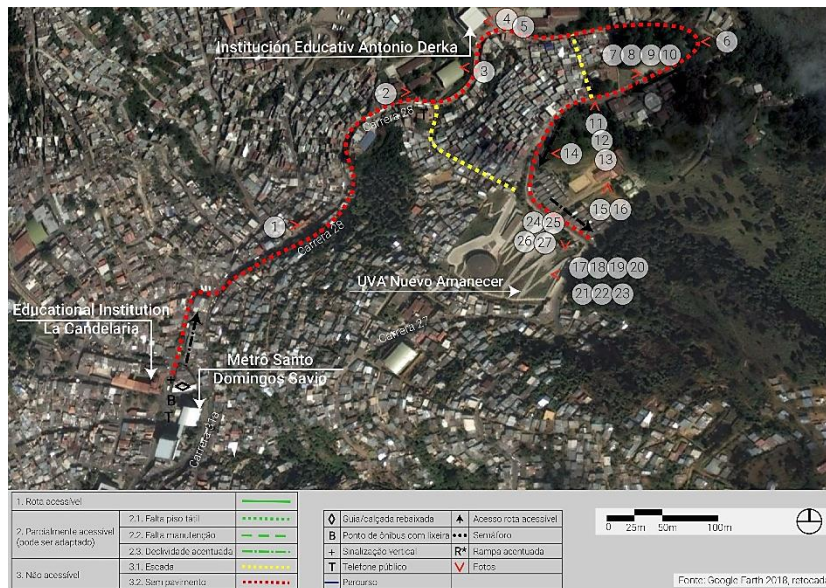 4
5
Institución Educativ Antonio Derka
7 8 9 10
6
3
2
Carrera 28
11
12
14
13
15 16
24 25
1
Carrera 28
26 27
17 18 19 20
UVA Nuevo Amanecer
21 22 23
Educational Institution
La Candelaria
Carrera 27
Metrô Santo
Domingos Savio
B
T
Carrera 31a
1. Rota acessível
2. Parcialmente acessível
(pode ser adaptado)
2.1. Falta piso tátil
2.2. Falta manutenção
2.3. Declividade acentuada
3. Não acessível
3.1. Escada
3.2. Sem pavimento
Guia/calçada rebaixada
B Ponto de ônibus com lixeira
+ Sinalização vertical
T Telefone público
Percurso
Acesso rota acessível
Semáforo
R* Rampa acentuada
Fotos
0 25m 50m 100m
Fonte: Google Earth 2018, retocar